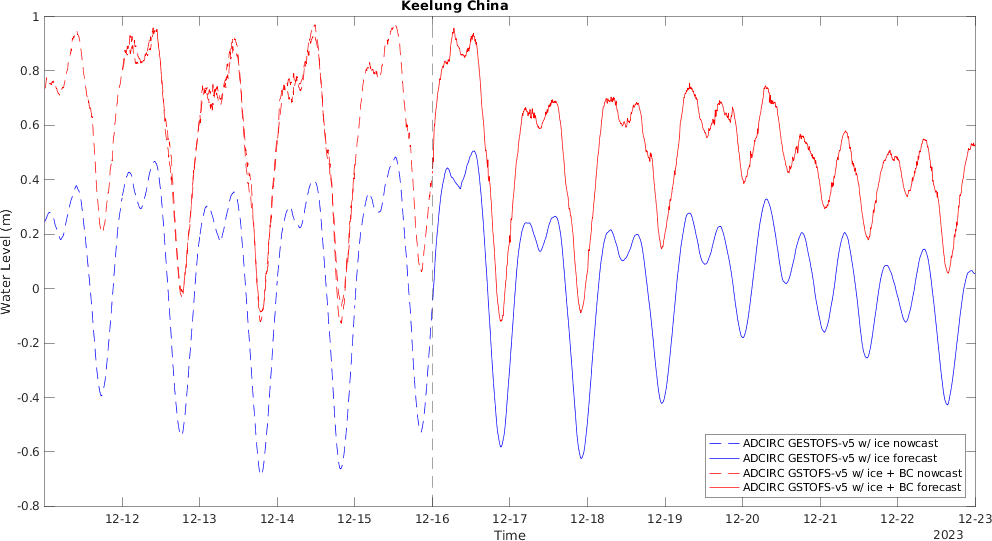 Keelung China
Water Level (m)
1
0.8
0.6
0.4
0.2
0
-0.2
-0.4
-0.6
-0.8
ADCIRC GESTOFS-v5 w/ ice nowcast
ADCIRC GESTOFS-v5 w/ ice forecast
ADCIRC GSTOFS-v5 w/ ice + BC nowcast
ADCIRC GSTOFS-v5 w/ ice + BC forecast
12-12 12-13 12-14 12-15 12-16 12-17 12-18 12-19 12-20 12-21 12-22 12-23
Time
2023